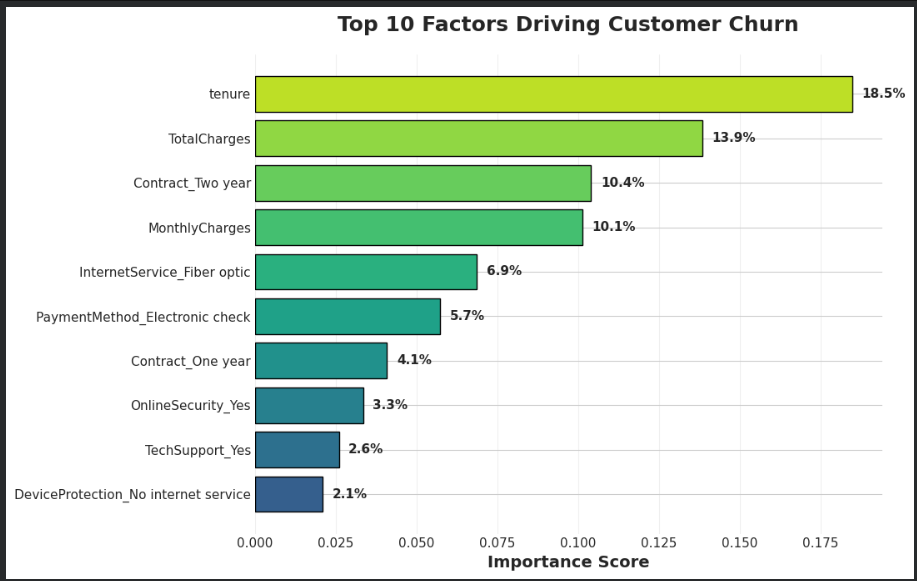 Top 10 Factors Driving Customer Churn
tenure 18.5%
TotalCharges 13.9%
Contract_Two year 10.4%
MonthlyCharges 10.1%
InternetService_Fiber optic 6.9%
PaymentMethod_Electronic check 5.7%
Contract_One year 4.1%
OnlineSecurity_Yes 3.3%
TechSupport_Yes 2.6%
DeviceProtection_No internet service 2.1%
0.000 0.025 0.050 0.075 0.100 0.125 0.150 0.175
Importance Score